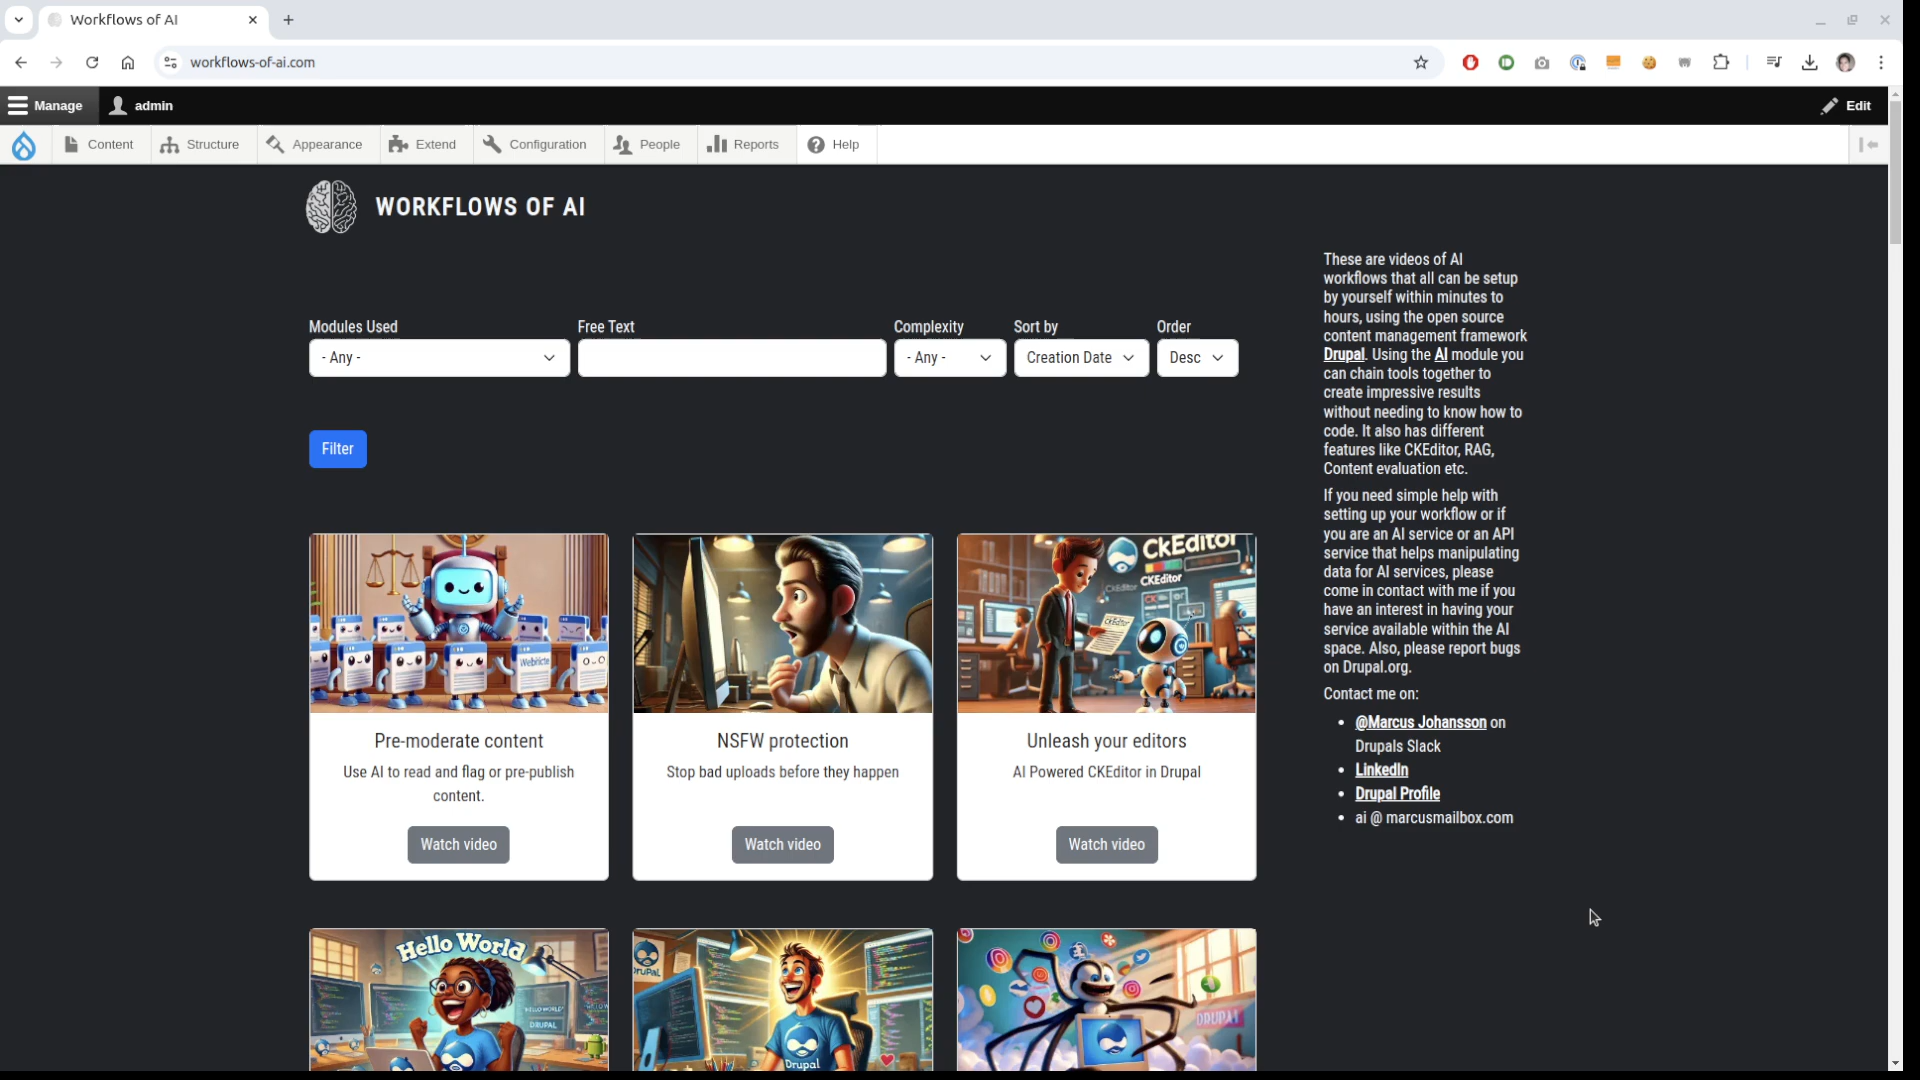 Workflows of AI
workflows-of-ai.com
Manage
admin
Edit
Content
Structure
Appearance
Extend
Configuration
People
Reports
Help
WORKFLOWS OF AI
Modules Used
Free Text
Complexity
Sort by
Order
- Any -
- Any -
Creation Date
Desc
Filter
Pre-moderate content
Use AI to read and flag or pre-publish
content.
Watch video
NSFW protection
Stop bad uploads before they happen
Watch video
CKEditor
CKEditor
CKEditor
Unleash your editors
AI Powered CKEditor in Drupal
Watch video
Hello World
DRUPAL
DruPaL
Drupal
DRUPAL
These are videos of AI
workflows that all can be setup
by yourself within minutes to
hours, using the open source
content management framework
Drupal. Using the AI module you
can chain tools together to
create impressive results
without needing to know how to
code. It also has different
features like CKEditor, RAG,
Content evaluation etc.
If you need simple help with
setting up your workflow or if
you are an AI service or an API
service that helps manipulating
data for AI services, please
come in contact with me if you
have an interest in having your
service available within the AI
space. Also, please report bugs
on Drupal.org.
Contact me on:
@Marcus Johansson on
Drupals Slack
LinkedIn
Drupal Profile
ai @ marcusmailbox.com